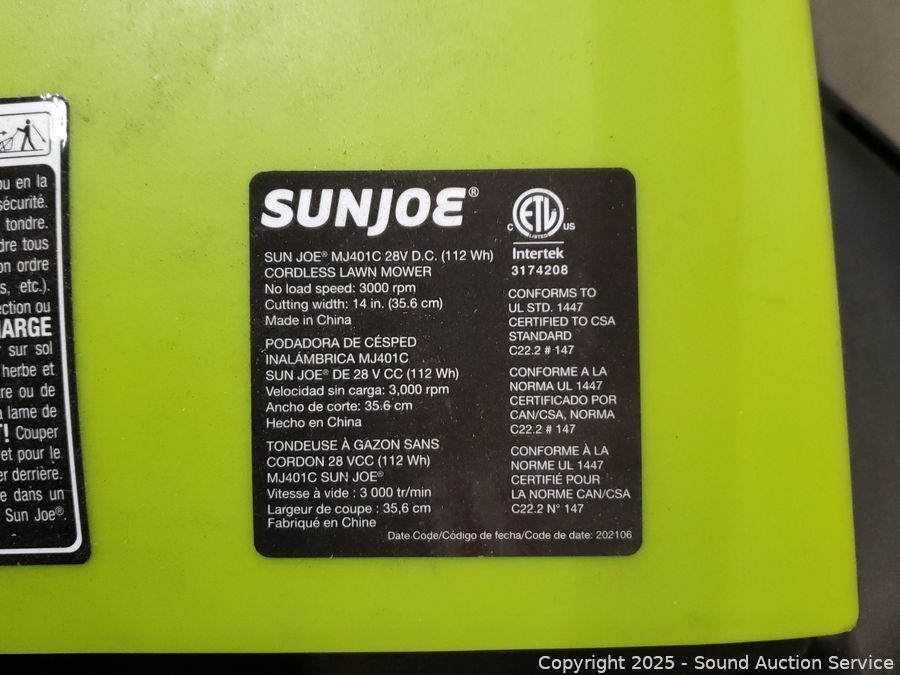 ou en la
sécurité.
tondre.
dre tous
on ordre
s, etc.).
ection ou
ARGE
sur sol
herbe et
re ou de
lame de
T! Couper
et pour le
er derrière.
e dans un
Sun Joe®.
SUNJOE®
SUN JOE® MJ401C 28V D.C. (112 Wh)
CORDLESS LAWN MOWER
No load speed: 3000 rpm
Cutting width: 14 in. (35.6 cm)
Made in China
PODADORA DE CÉSPED
INALÁMBRICA MJ401C
SUN JOE® DE 28 V CC (112 Wh)
Velocidad sin carga: 3,000 rpm
Ancho de corte: 35.6 cm
Hecho en China
TONDEUSE À GAZON SANS
CORDON 28 VCC (112 Wh)
MJ401C SUN JOE®
Vitesse à vide : 3 000 tr/min
Largeur de coupe : 35,6 cm
Fabriqué en Chine
C ETL US
LISTED
Intertek
3174208
CONFORMS TO
UL STD. 1447
CERTIFIED TO CSA
STANDARD
C22.2 # 147
CONFORME A LA
NORMA UL 1447
CERTIFICADO POR
CAN/CSA, NORMA
C22.2 # 147
CONFORME À LA
NORME UL 1447
CERTIFIÉ POUR
LA NORME CAN/CSA
C22.2 N° 147
Date Code/Código de fecha/Code de date: 202106
Copyright 2025 - Sound Auction Service